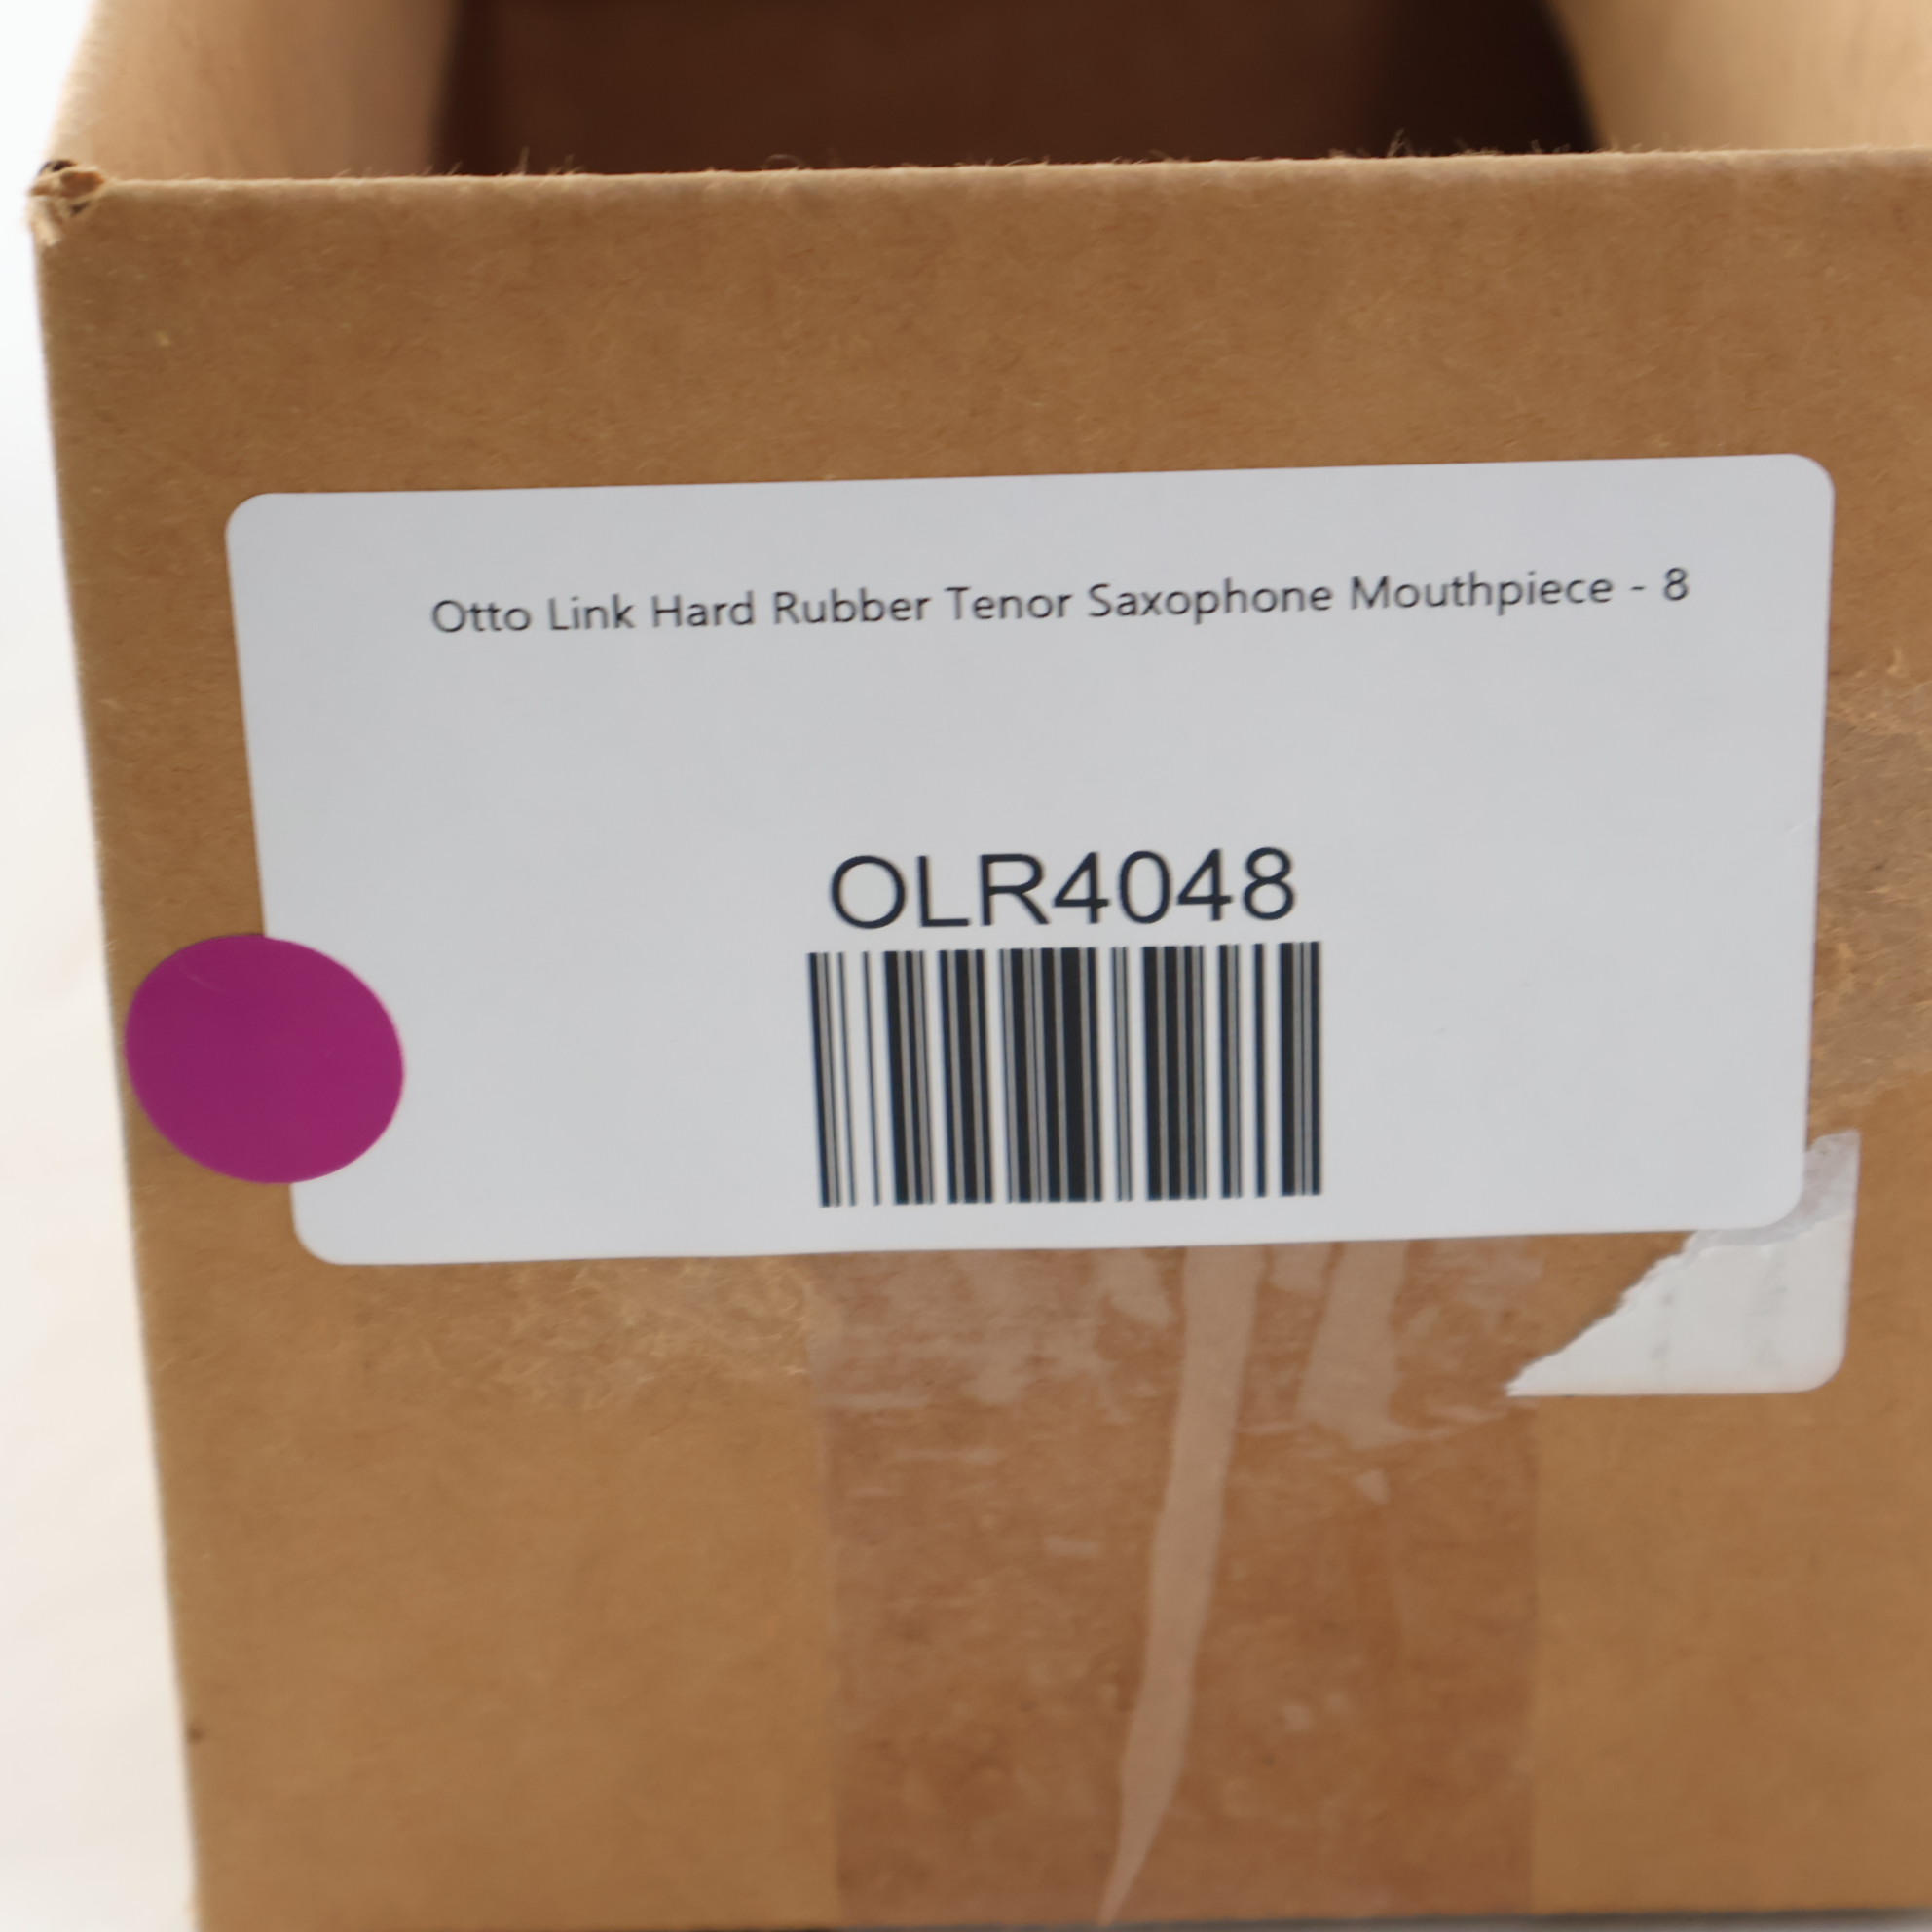 Otto Link Hard Rubber Tenor Saxophone Mouthpiece - 8
OLR4048